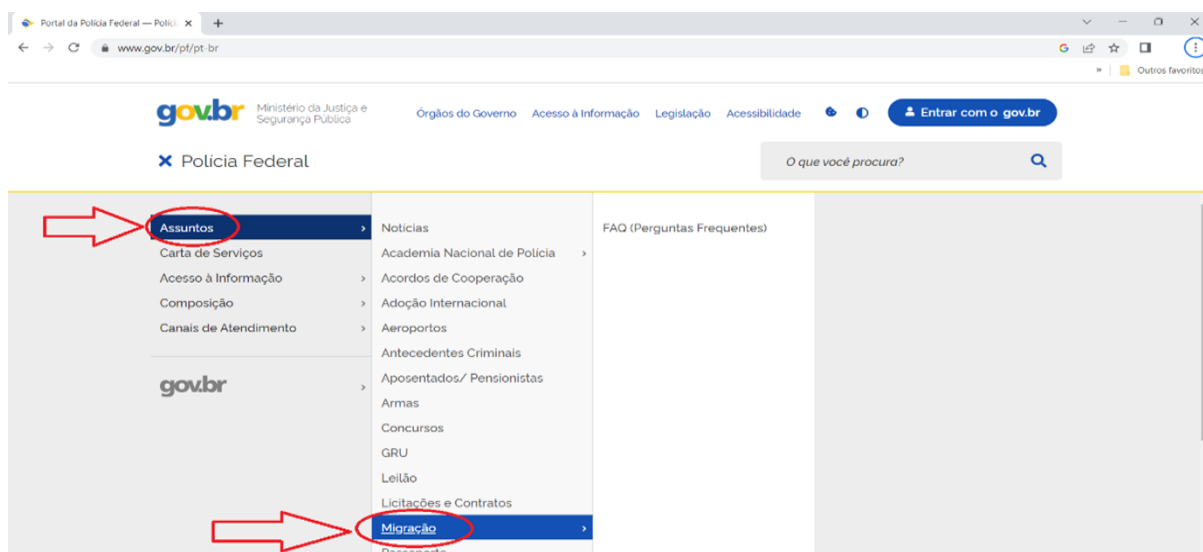 Portal da Polícia Federal — Políci
www.gov.br/pf/pt-br
Outros favoritos
gov.br
Ministério da Justiça e
Segurança Pública
Órgãos do Governo Acesso à Informação Legislação Acessibilidade
Entrar com o gov.br
Polícia Federal
O que você procura?
Assuntos
Carta de Serviços
Acesso à Informação
Composição
Canais de Atendimento
gov.br
Notícias
Academia Nacional de Polícia
Acordos de Cooperação
Adoção Internacional
Aeroportos
Antecedentes Criminais
Aposentados/ Pensionistas
Armas
Concursos
GRU
Leilão
Licitações e Contratos
Migração
Passaporte
FAQ (Perguntas Frequentes)